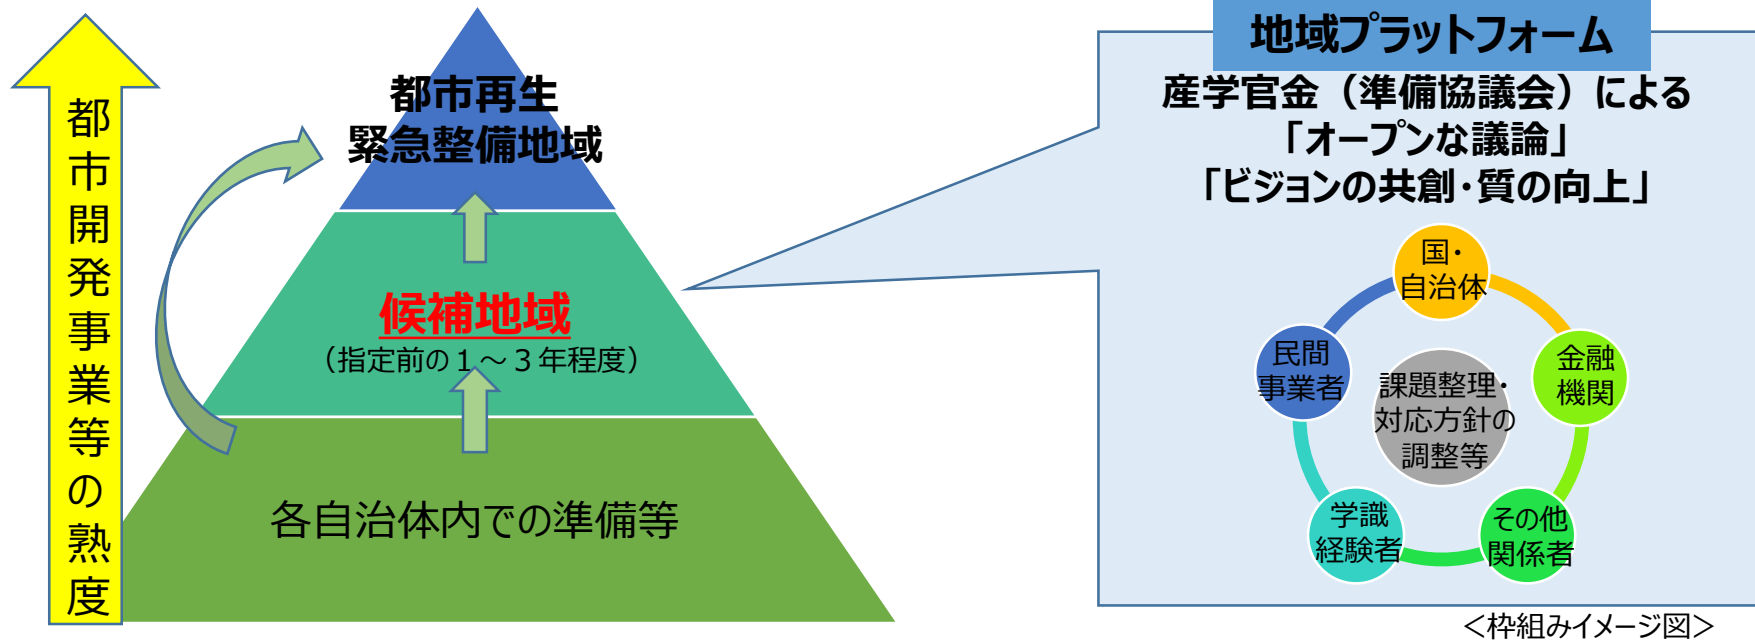 都市開発事業等の熟度
都市再生
緊急整備地域
候補地域
（指定前の１～３年程度）
各自治体内での準備等
地域プラットフォーム
産学官金（準備協議会）による
「オープンな議論」
「ビジョンの共創・質の向上」
国・
自治体
民間
事業者
金融
機関
課題整理・
対応方針の
調整等
学識
経験者
その他
関係者
＜枠組みイメージ図＞